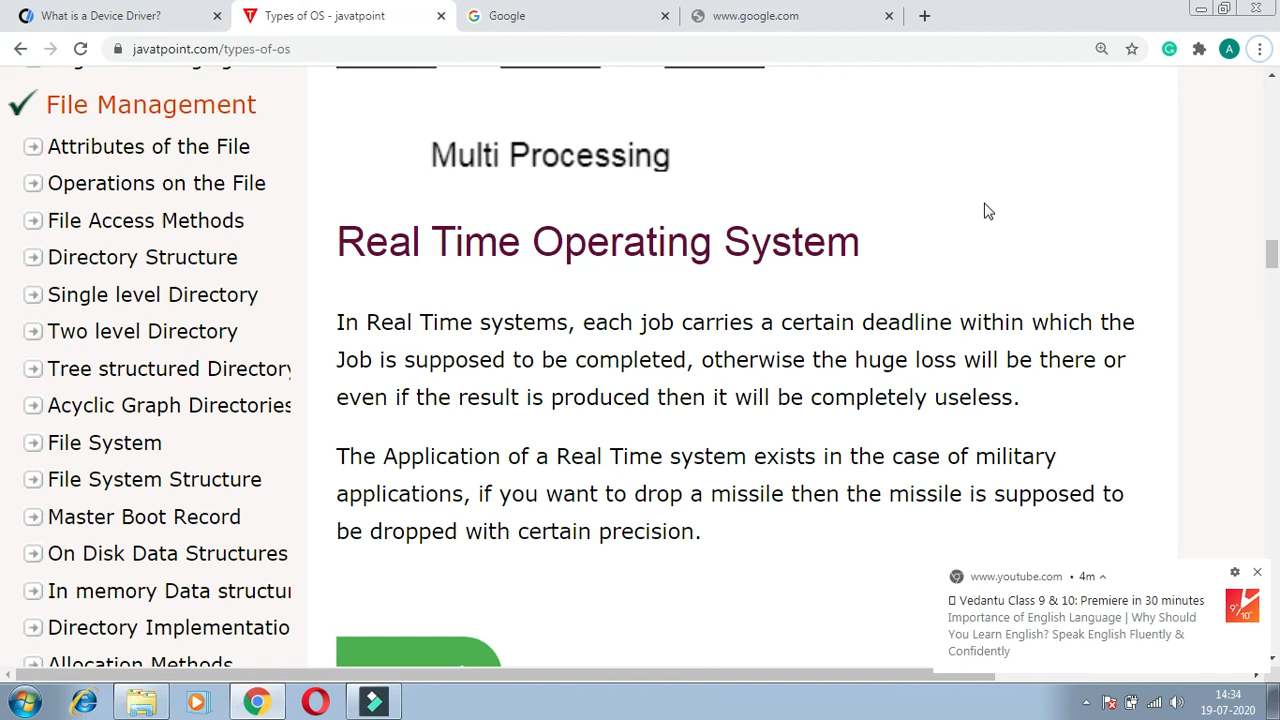 What is a Device Driver?
Types of OS - javatpoint
Google
www.google.com
javatpoint.com/types-of-os
A
File Management
Attributes of the File
Operations on the File
File Access Methods
Directory Structure
Single level Directory
Two level Directory
Tree structured Directory
Acyclic Graph Directories
File System
File System Structure
Master Boot Record
On Disk Data Structures
In memory Data structu
Directory Implementatio
Allocation Methods
Multi Processing
Real Time Operating System
In Real Time systems, each job carries a certain deadline within which the
Job is supposed to be completed, otherwise the huge loss will be there or
even if the result is produced then it will be completely useless.
The Application of a Real Time system exists in the case of military
applications, if you want to drop a missile then the missile is supposed to
be dropped with certain precision.
www.youtube.com • 4m
Vedantu Class 9 & 10: Premiere in 30 minutes
Importance of English Language | Why Should
You Learn English? Speak English Fluently &
Confidently
14:34
19-07-2020